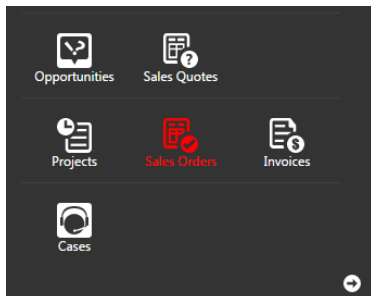 Opportunities
Sales Quotes
Projects
Sales Orders
Invoices
Cases